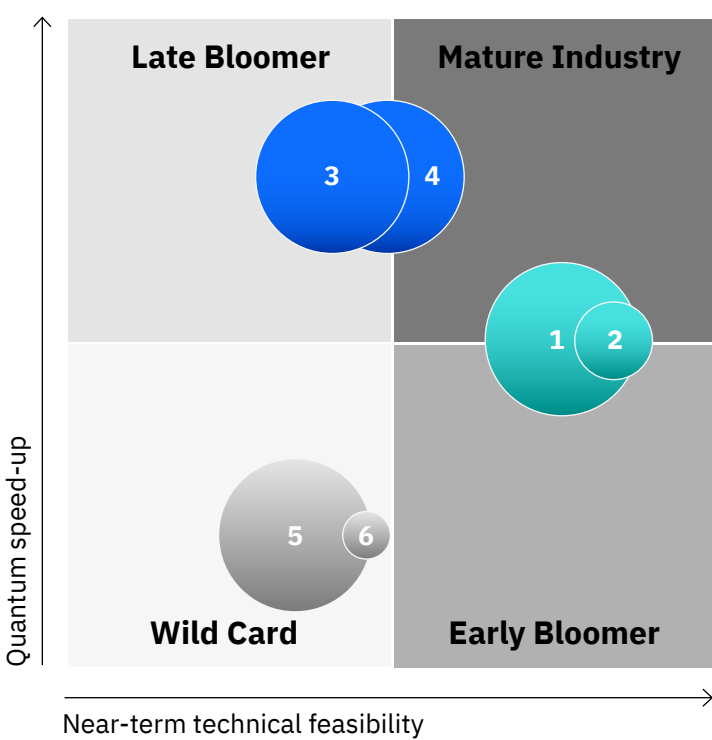 Late Bloomer
Mature Industry
3
4
1
2
5
6
Wild Card
Early Bloomer
Quantum speed-up
Near-term technical feasibility